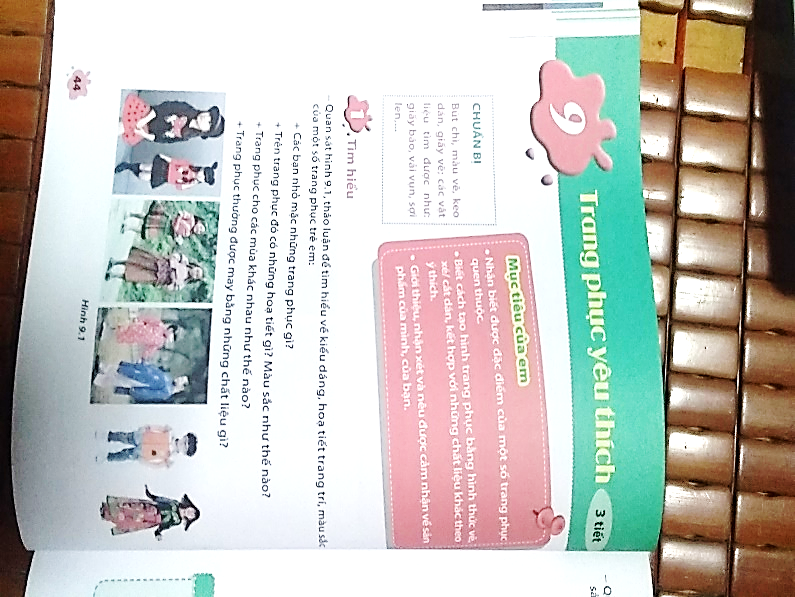 9
Trang phục yêu thích
3 tiết
CHUẨN BỊ
Bút chì, màu vẽ, keo
dán, giấy vẽ; các vật
liệu tìm được như:
giấy báo, vải vụn, sợi
len,...
Mục tiêu của em
• Nhận biết được đặc điểm của một số trang phục
quen thuộc.
• Biết cách tạo hình trang phục bằng hình thức vẽ,
xé/ cắt dán, kết hợp với những chất liệu khác theo
ý thích.
• Giới thiệu, nhận xét và nêu được cảm nhận về sản
phẩm của mình, của bạn.
1 Tìm hiểu
– Quan sát hình 9.1, thảo luận để tìm hiểu về kiểu dáng, hoạ tiết trang trí, màu sắc
của một số trang phục trẻ em:
+ Các bạn nhỏ mặc những trang phục gì?
+ Trên trang phục đó có những hoạ tiết gì? Màu sắc như thế nào?
+ Trang phục cho các mùa khác nhau như thế nào?
+ Trang phục thường được may bằng những chất liệu gì?
Hình 9.1
44
– Q